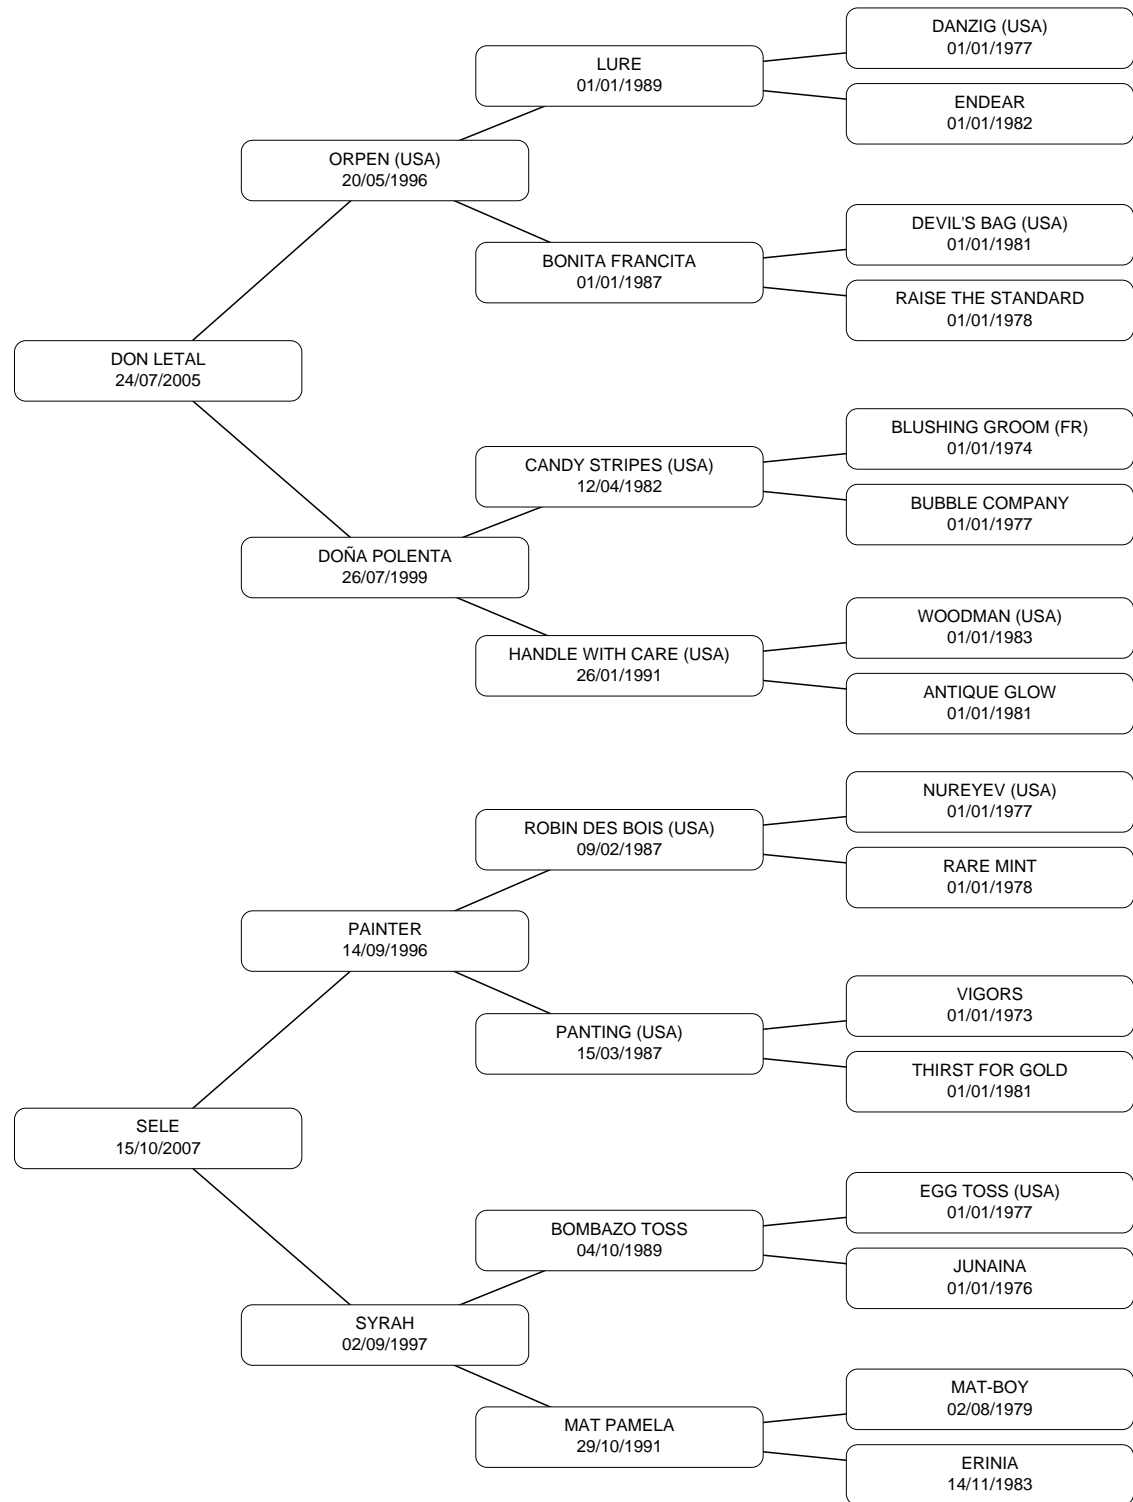 DANZIG (USA)
01/01/1977
LURE
01/01/1989
ENDEAR
01/01/1982
ORPEN (USA)
20/05/1996
DEVIL'S BAG (USA)
01/01/1981
BONITA FRANCITA
01/01/1987
RAISE THE STANDARD
01/01/1978
DON LETAL
24/07/2005
BLUSHING GROOM (FR)
01/01/1974
CANDY STRIPES (USA)
12/04/1982
BUBBLE COMPANY
01/01/1977
DOÑA POLENTA
26/07/1999
WOODMAN (USA)
01/01/1983
HANDLE WITH CARE (USA)
26/01/1991
ANTIQUE GLOW
01/01/1981
NUREYEV (USA)
01/01/1977
ROBIN DES BOIS (USA)
09/02/1987
RARE MINT
01/01/1978
PAINTER
14/09/1996
VIGORS
01/01/1973
PANTING (USA)
15/03/1987
THIRST FOR GOLD
01/01/1981
SELE
15/10/2007
EGG TOSS (USA)
01/01/1977
BOMBAZO TOSS
04/10/1989
JUNAINA
01/01/1976
SYRAH
02/09/1997
MAT-BOY
02/08/1979
MAT PAMELA
29/10/1991
ERINIA
14/11/1983